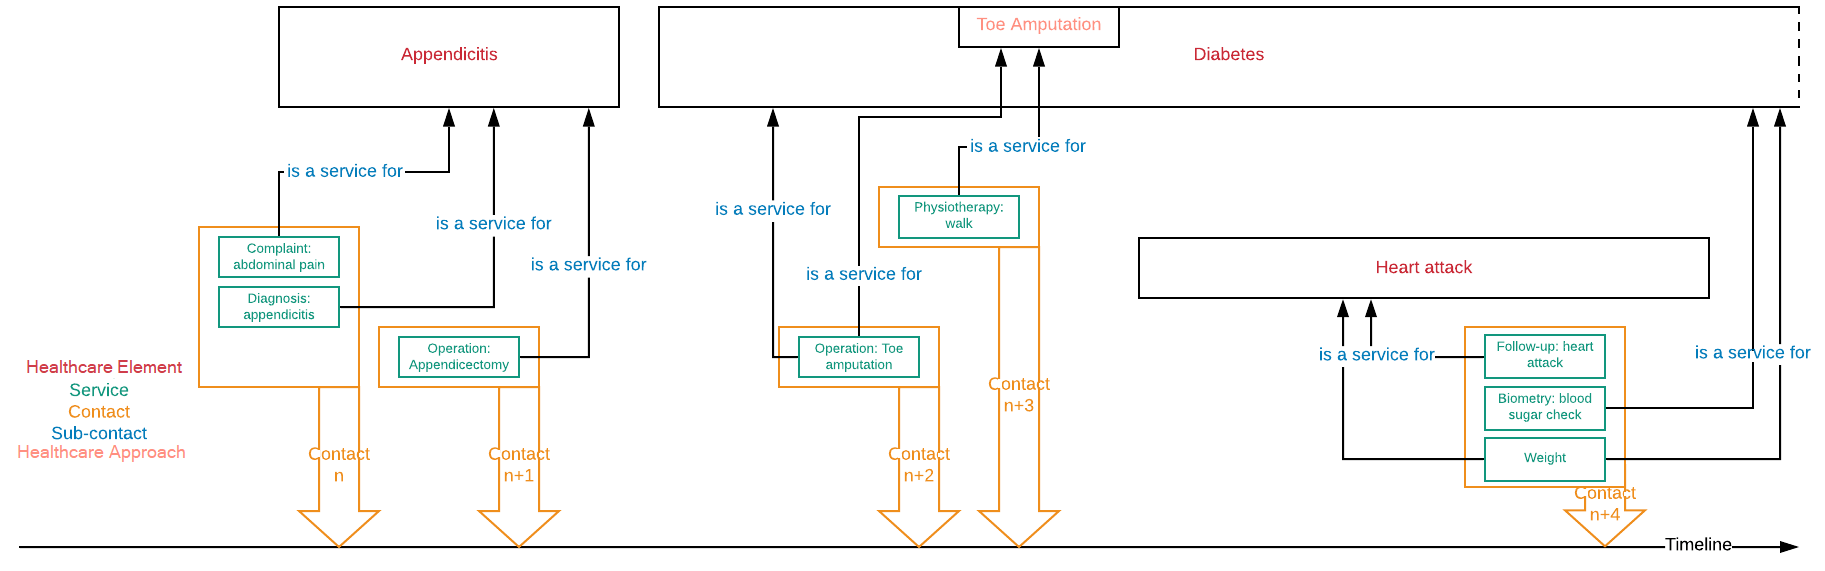 Toe Amputation
Appendicitis
Diabetes
is a service for
is a service for
Physiotherapy:
walk
is a service for
is a service for
Complaint:
abdominal pain
is a service for
is a service for
Heart attack
Diagnosis:
appendicitis
Operation:
Appendicectomy
Operation: Toe
amputation
is a service for
Follow-up: heart
attack
is a service for
Healthcare Element
Service
Contact
Sub-contact
Healthcare Approach
Contact
n+3
Biometry: blood
sugar check
Weight
Contact
n
Contact
n+1
Contact
n+2
Contact
n+4
Timeline